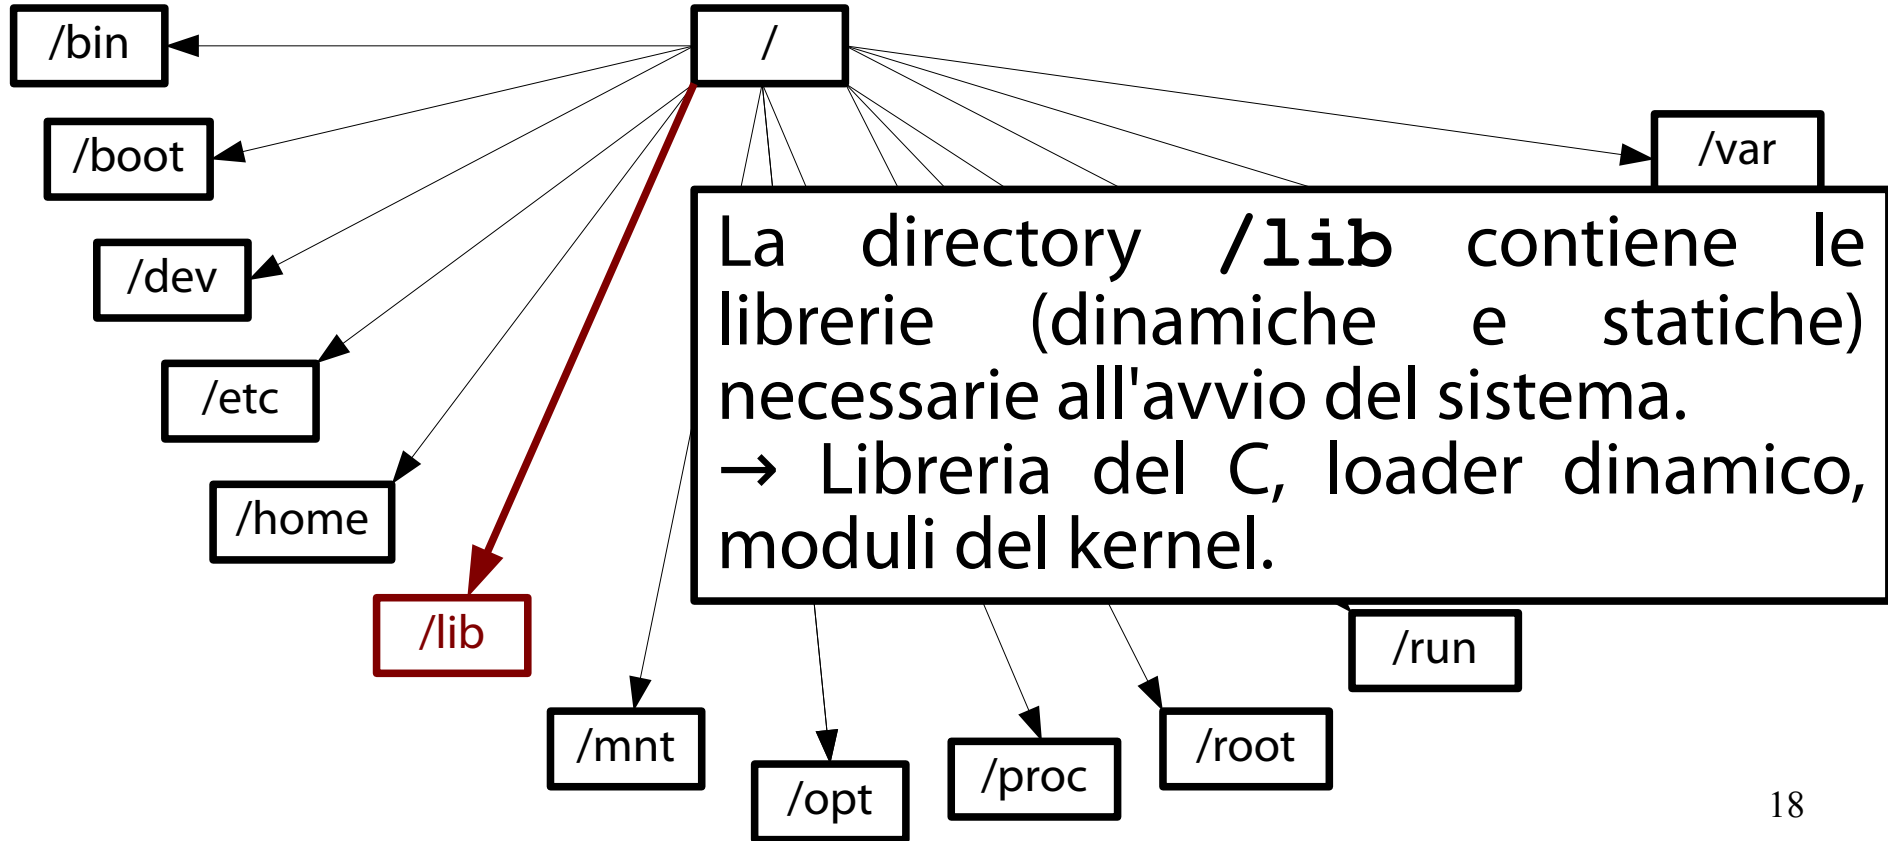 /bin
/
/boot
/var
/dev
/etc
/home
/lib
La directory /lib contiene le
librerie (dinamiche e statiche)
necessarie all'avvio del sistema.
→ Libreria del C, loader dinamico,
moduli del kernel.
/run
/mnt
/opt
/proc
/root
18